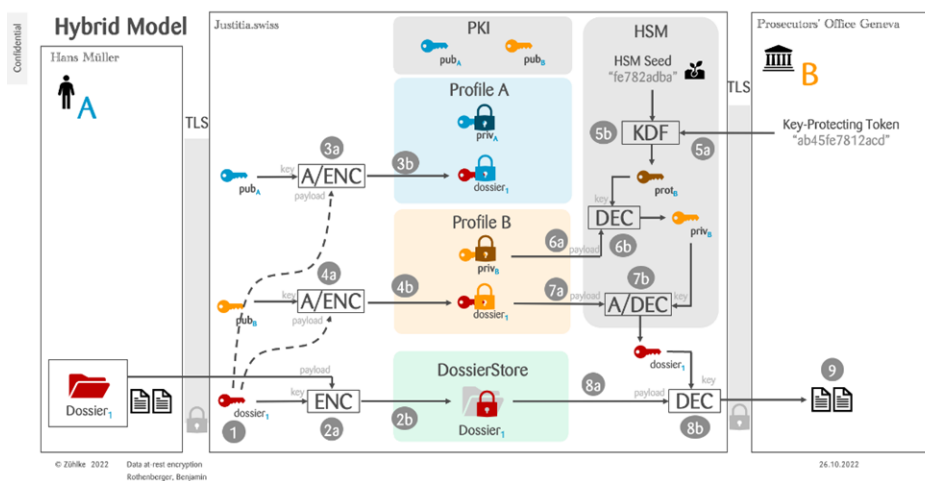 Confidential
Hybrid Model
Hans Müller
A
TLS
Justitia.swiss
PKI
pubA
pubB
HSM
HSM Seed
“fe782adba”
TLS
Prosecutors' Office Geneva
B
Key-Protecting Token
“ab45fe7812acd”
Profile A
privA
dossier1
3a
3b
key
A/ENC
payload
pubA
5b
KDF
5a
protB
key
DEC
privB
6a
payload
6b
Profile B
privB
dossier1
4a
4b
key
A/ENC
payload
pubB
7a
payload
7b
A/DEC
key
dossier1
Dossier1
payload
key
ENC
dossier1
1
2a
2b
DossierStore
Dossier1
8a
payload
key
DEC
8b
9
© Zühlke 2022
Data at-rest encryption
Rothenberger, Benjamin
26.10.2022